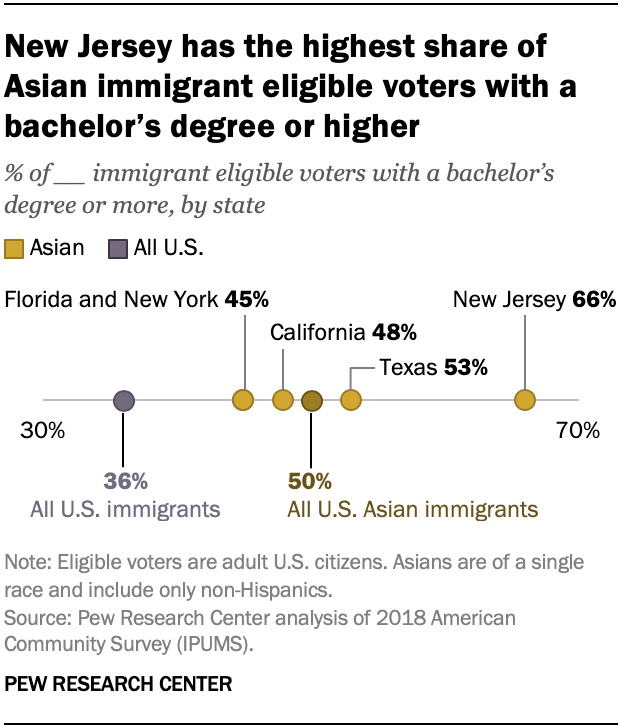 New Jersey has the highest share of
Asian immigrant eligible voters with a
bachelor’s degree or higher
% of __ immigrant eligible voters with a bachelor’s
degree or more, by state
Asian All U.S.
Florida and New York 45%
New Jersey 66%
California 48%
Texas 53%
30%
70%
36%
All U.S. immigrants
50%
All U.S. Asian immigrants
Note: Eligible voters are adult U.S. citizens. Asians are of a single
race and include only non-Hispanics.
Source: Pew Research Center analysis of 2018 American
Community Survey (IPUMS).
PEW RESEARCH CENTER